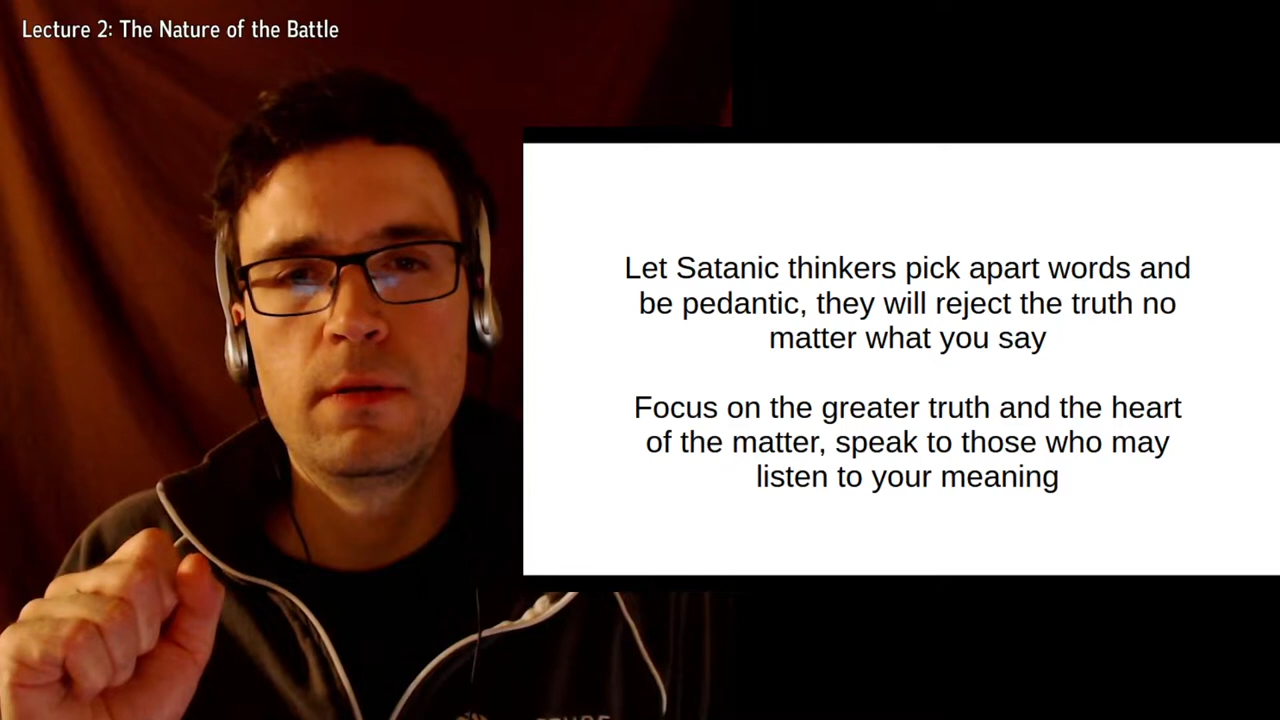 Lecture 2: The Nature of the Battle
Let Satanic thinkers pick apart words and
be pedantic, they will reject the truth no
matter what you say
Focus on the greater truth and the heart
of the matter, speak to those who may
listen to your meaning